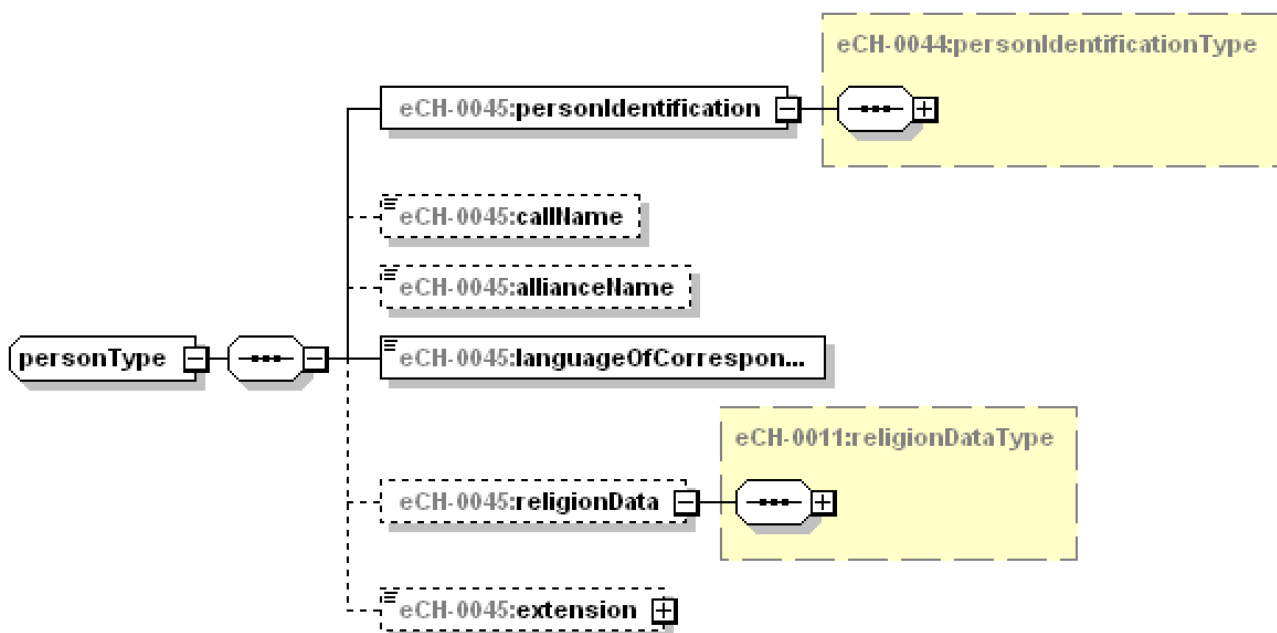 eCH-0044:personIdentificationType
eCH-0045:personIdentification
eCH-0045:callName
eCH-0045:allianceName
personType
eCH-0045:languageOfCorrespon...
eCH-0011:religionDataType
eCH-0045:religionData
eCH-0045:extension